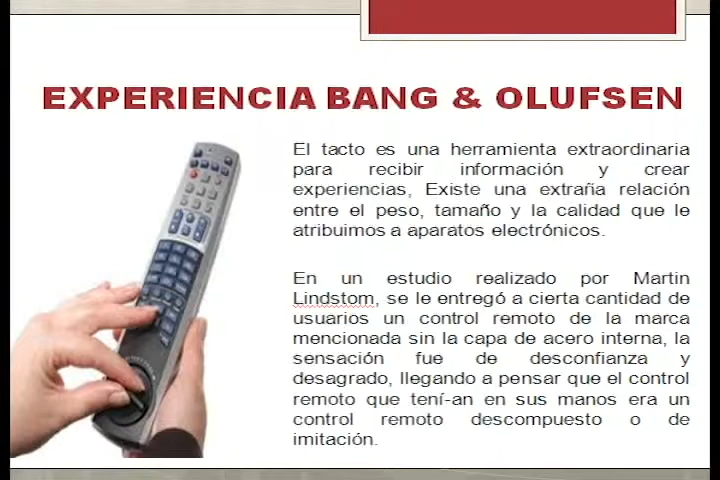 EXPERIENCIA BANG & OLUFSEN
El tacto es una herramienta extraordinaria
para recibir información y crear
experiencias, Existe una extraña relación
entre el peso, tamaño y la calidad que le
atribuimos a aparatos electrónicos.
En un estudio realizado por Martin
Lindstom, se le entregó a cierta cantidad de
usuarios un control remoto de la marca
mencionada sin la capa de acero interna, la
sensación fue de desconfianza y
desagrado, llegando a pensar que el control
remoto que tení-an en sus manos era un
control remoto descompuesto o de
imitación.